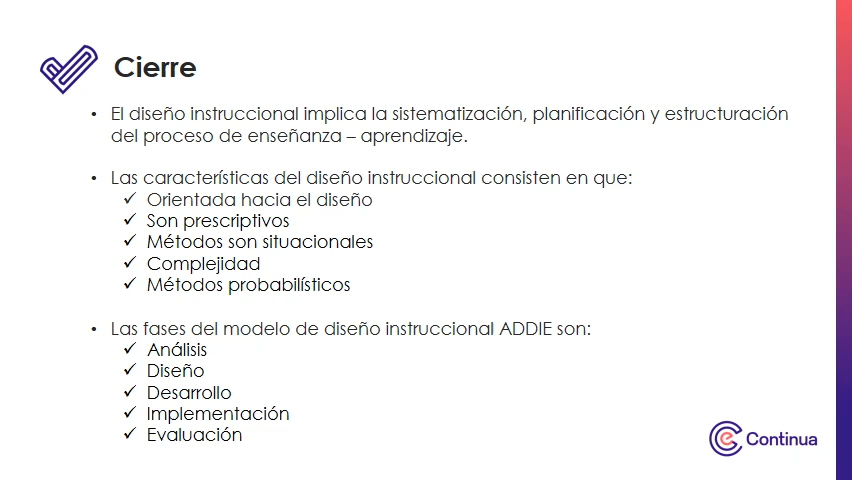 Cierre
• El diseño instruccional implica la sistematización, planificación y estructuración
del proceso de enseñanza – aprendizaje.
• Las características del diseño instruccional consisten en que:
✓ Orientada hacia el diseño
✓ Son prescriptivos
✓ Métodos son situacionales
✓ Complejidad
✓ Métodos probabilísticos
• Las fases del modelo de diseño instruccional ADDIE son:
✓ Análisis
✓ Diseño
✓ Desarrollo
✓ Implementación
✓ Evaluación
e Continua